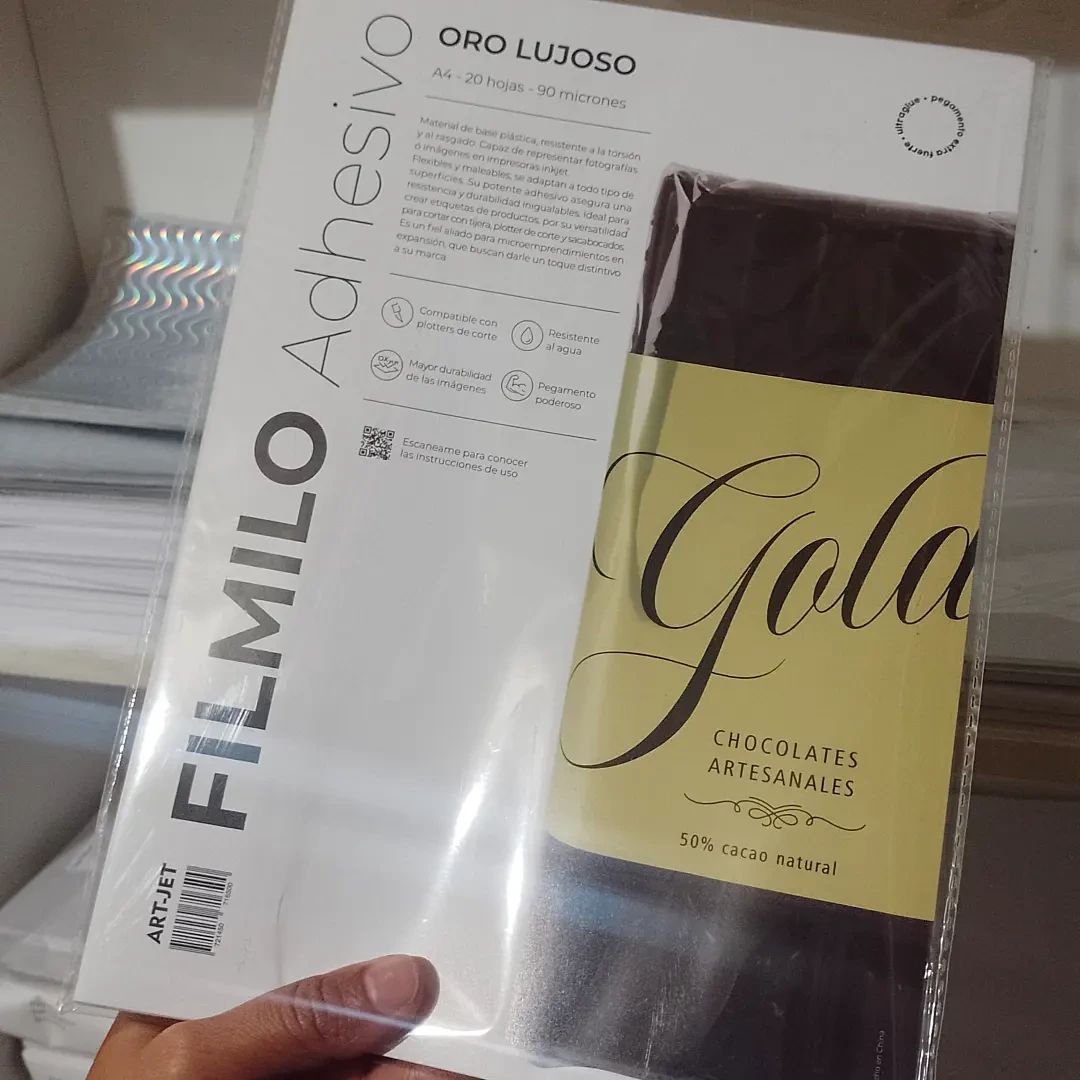 ORO LUJOSO
A4 - 20 hojas - 90 micrones
Material de base plástica, resistente a la torsión
y al rasgado. Capaz de representar fotografías
ó imágenes en impresoras inkjet.
Flexibles y maleables, se adaptan a todo tipo de
superficies. Su potente adhesivo asegura una
resistencia y durabilidad inigualables. Ideal para
crear etiquetas de productos, por su versatilidad
para cortar con tijera, plotter de corte y sacabocados.
Es un fiel aliado para microemprendimientos en
expansión, que buscan darle un toque distintivo
a su marca
Compatible con
plotters de corte
Resistente
al agua
Mayor durabilidad
de las imágenes
Pegamento
poderoso
Escaneame para conocer
las instrucciones de uso
FILMILO Adhesivo
ultraglue • pegamento extra fuerte •
Gold
CHOCOLATES
ARTESANALES
50% cacao natural
ART-JET
en China